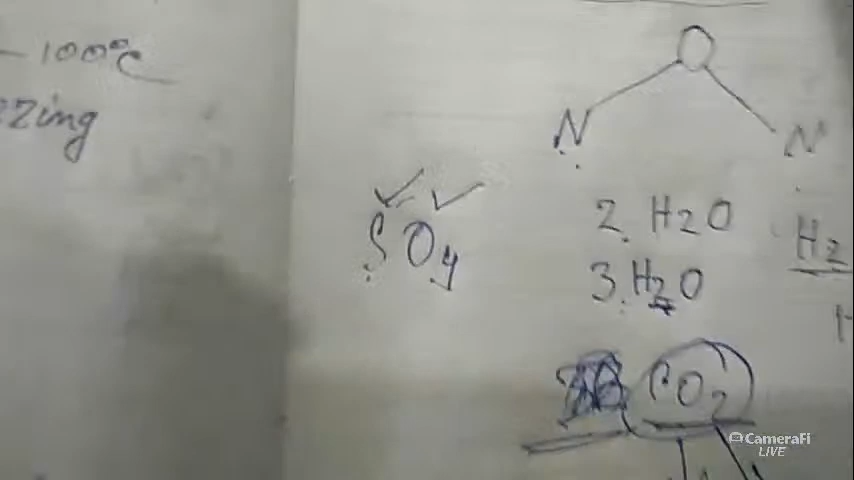 -100°C
zing
O
N N
SO4
2. H2O
3. H2O
H2
CO2
CameraFi
LIVE